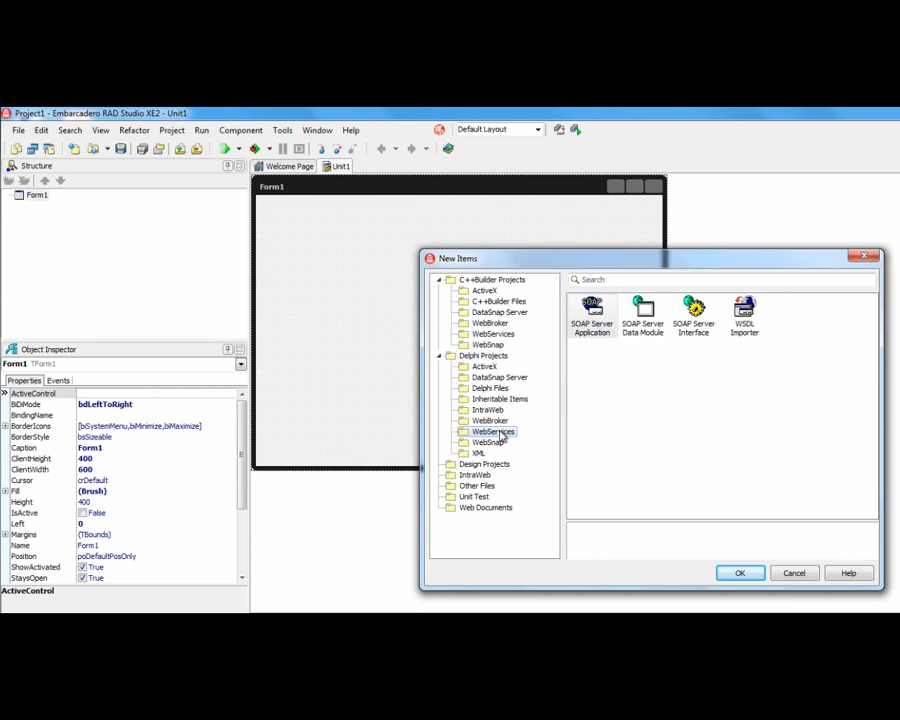 Project1 - Embarcadero RAD Studio XE2 - Unit1
File Edit Search View Refactor Project Run Component Tools Window Help
Default Layout
Structure
Welcome Page Unit1
Form1
Form1
New Items
C++Builder Projects
ActiveX
C++Builder Files
DataSnap Server
WebBroker
WebServices
WebSnap
Delphi Projects
ActiveX
DataSnap Server
Delphi Files
Inheritable Items
IntraWeb
WebBroker
WebServices
WebSnap
XML
Design Projects
IntraWeb
Other Files
Unit Test
Web Documents
Search
SOAP
SOAP Server Application
SOAP Server Data Module
SOAP Server Interface
WSDL Importer
OK Cancel Help
Object Inspector
Form1 TForm1
Properties Events
ActiveControl
BiDiMode bdLeftToRight
BindingName
BorderIcons [biSystemMenu,biMinimize,biMaximize]
BorderStyle bsSizeable
Caption Form1
ClientHeight 400
ClientWidth 600
Cursor crDefault
Fill (Brush)
Height 400
IsActive False
Left 0
Margins (TBounds)
Name Form1
Position poDefaultPosOnly
ShowActivated True
StaysOpen True
ActiveControl